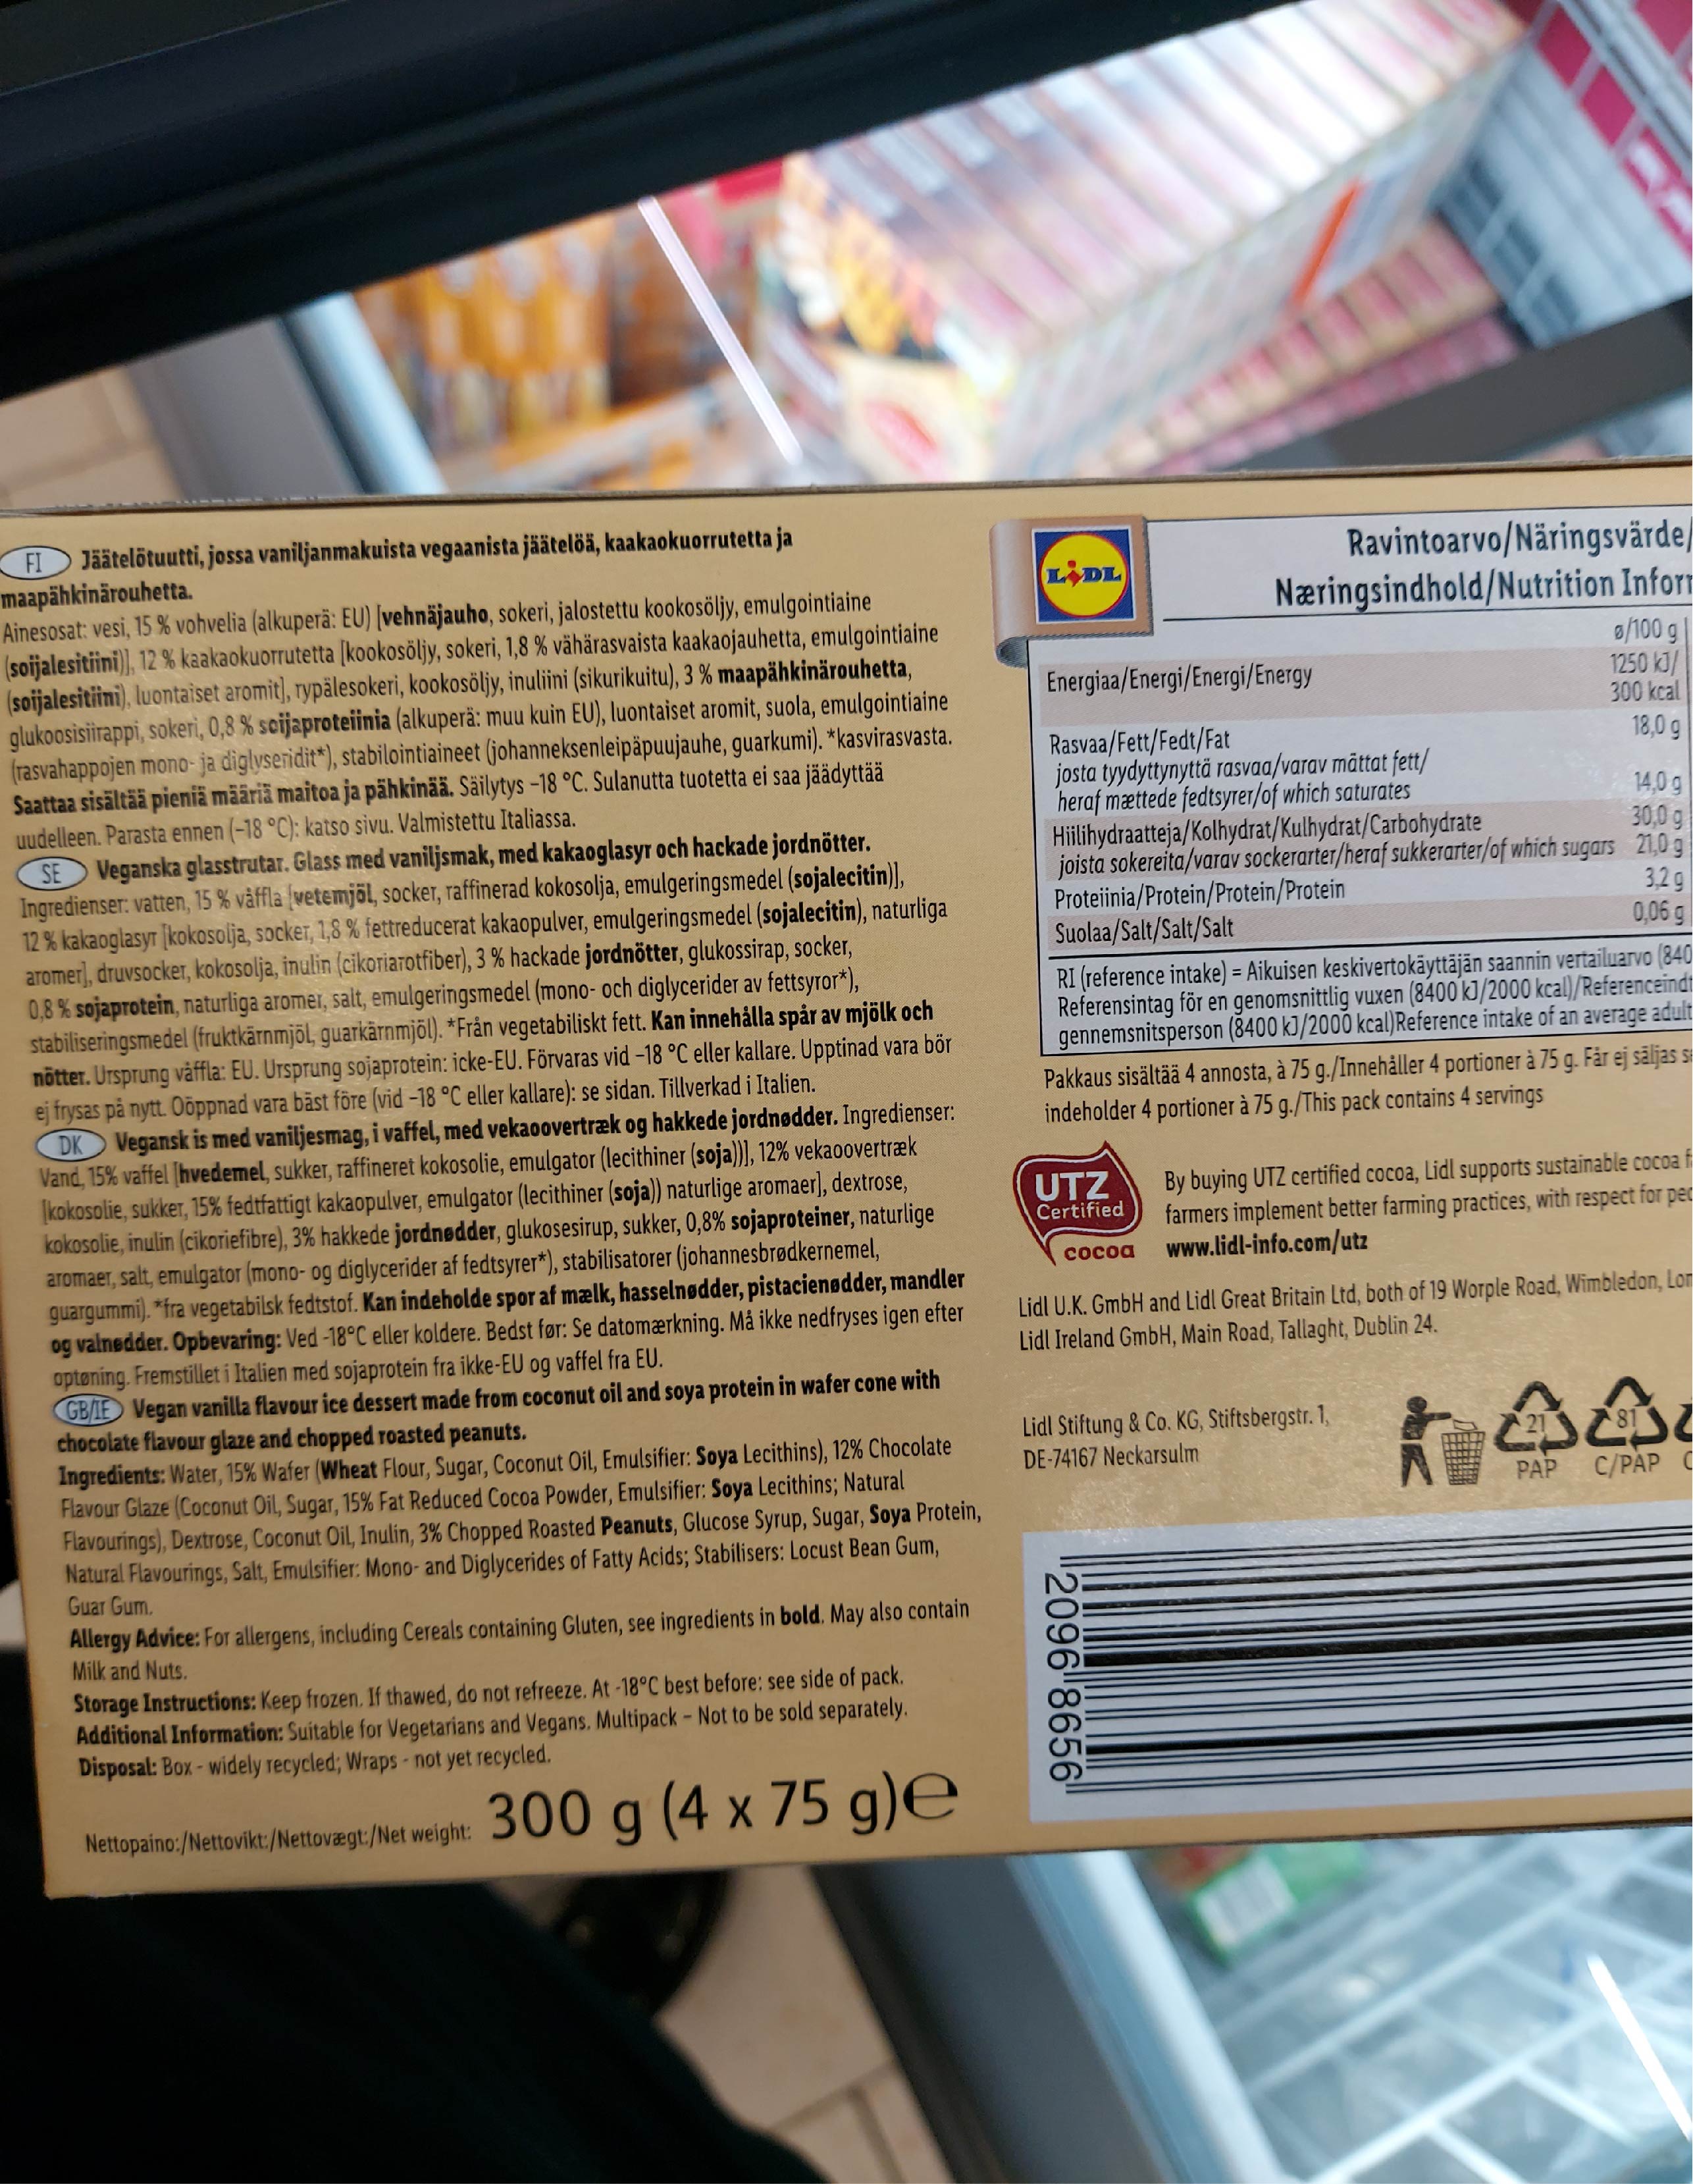 FI Jäätelötuutti, jossa vaniljanmakuista vegaanista jäätelöä, kaakaokuorrutetta ja
maapähkinärouhetta.
Ainesosat: vesi, 15 % vohvelia (alkuperä: EU) [vehnäjauho, sokeri, jalostettu kookosöljy, emulgointiaine
(soijalesitiini)], 12 % kaakaokuorrutetta [kookosöljy, sokeri, 1,8 % vähärasvaista kaakaojauhetta, emulgointiaine
(soijalesitiini), luontaiset aromit], rypälesokeri, kookosöljy, inuliini (sikurikuitu), 3 % maapähkinärouhetta,
glukoosisiirappi, sokeri, 0,8 % soijaproteiinia (alkuperä: muu kuin EU), luontaiset aromit, suola, emulgointiaine
(rasvahappojen mono- ja diglyseridit*), stabilointiaineet (johanneksenleipäpuujauhe, guarkumi). *kasvirasvasta.
Saattaa sisältää pieniä määriä maitoa ja pähkinää. Säilytys -18 °C. Sulanutta tuotetta ei saa jäädyttää
uudelleen. Parasta ennen (-18 °C): katso sivu. Valmistettu Italiassa.
SE Veganska glasstrutar. Glass med vaniljsmak, med kakaoglasyr och hackade jordnötter.
Ingredienser: vatten, 15 % våffla [vetemjöl, socker, raffinerad kokosolja, emulgeringsmedel (sojalecitin)],
12 % kakaoglasyr [kokosolja, socker, 1,8 % fettreducerat kakaopulver, emulgeringsmedel (sojalecitin), naturliga
aromer], druvsocker, kokosolja, inulin (cikoriarotfiber), 3 % hackade jordnötter, glukossirap, socker,
0,8 % sojaprotein, naturliga aromer, salt, emulgeringsmedel (mono- och diglycerider av fettsyror*),
stabiliseringsmedel (fruktkärnmjöl, guarkärnmjöl). *Från vegetabiliskt fett. Kan innehålla spår av mjölk och
nötter. Ursprung våffla: EU. Ursprung sojaprotein: icke-EU. Förvaras vid -18 °C eller kallare. Upptinad vara bör
ej frysas på nytt. Oöppnad vara bäst före (vid -18 °C eller kallare): se sidan. Tillverkad i Italien.
DK Vegansk is med vaniljesmag, i vaffel, med vekaoovertræk og hakkede jordnødder. Ingredienser:
Vand, 15% vaffel [hvedemel, sukker, raffineret kokosolie, emulgator (lecithiner (soja))], 12% vekaoovertræk
[kokosolie, sukker, 15% fedtfattigt kakaopulver, emulgator (lecithiner (soja)) naturlige aromaer], dextrose,
kokosolie, inulin (cikoriefibre), 3% hakkede jordnødder, glukosesirup, sukker, 0,8% sojaproteiner, naturlige
aromaer, salt, emulgator (mono- og diglycerider af fedtsyrer*), stabilisatorer (johannesbrødkernemel,
guargummi). *fra vegetabilsk fedtstof. Kan indeholde spor af mælk, hasselnødder, pistacienødder, mandler
og valnødder. Opbevaring: Ved -18°C eller koldere. Bedst før: Se datomærkning. Må ikke nedfryses igen efter
optøning. Fremstillet i Italien med sojaprotein fra ikke-EU og vaffel fra EU.
GB/IE Vegan vanilla flavour ice dessert made from coconut oil and soya protein in wafer cone with
chocolate flavour glaze and chopped roasted peanuts.
Ingredients: Water, 15% Wafer (Wheat Flour, Sugar, Coconut Oil, Emulsifier: Soya Lecithins), 12% Chocolate
Flavour Glaze (Coconut Oil, Sugar, 15% Fat Reduced Cocoa Powder, Emulsifier: Soya Lecithins; Natural
Flavourings), Dextrose, Coconut Oil, Inulin, 3% Chopped Roasted Peanuts, Glucose Syrup, Sugar, Soya Protein,
Natural Flavourings, Salt, Emulsifier: Mono- and Diglycerides of Fatty Acids; Stabilisers: Locust Bean Gum,
Guar Gum.
Allergy Advice: For allergens, including Cereals containing Gluten, see ingredients in bold. May also contain
Milk and Nuts.
Storage Instructions: Keep frozen. If thawed, do not refreeze. At -18°C best before: see side of pack.
Additional Information: Suitable for Vegetarians and Vegans. Multipack - Not to be sold separately.
Disposal: Box - widely recycled; Wraps - not yet recycled.
Nettopaino:/Nettovikt:/Nettovægt:/Net weight: 300 g (4 x 75 g)e
LIDL
Ravintoarvo/Näringsvärde/
Næringsindhold/Nutrition Inform
ø/100 g
Energiaa/Energi/Energi/Energy 1250 kJ/
300 kcal
Rasvaa/Fett/Fedt/Fat 18,0 g
josta tyydyttynyttä rasvaa/varav mättat fett/
heraf mættede fedtsyrer/of which saturates 14,0 g
Hiilihydraatteja/Kolhydrat/Kulhydrat/Carbohydrate 30,0 g
joista sokereita/varav sockerarter/heraf sukkerarter/of which sugars 21,0 g
Proteiinia/Protein/Protein/Protein 3,2 g
Suolaa/Salt/Salt/Salt 0,06 g
RI (reference intake) = Aikuisen keskivertokäyttäjän saannin vertailuarvo (840
Referensintag för en genomsnittlig vuxen (8400 kJ/2000 kcal)/Referenceindt
gennemsnitsperson (8400 kJ/2000 kcal)Reference intake of an average adult
Pakkaus sisältää 4 annosta, à 75 g./Innehåller 4 portioner à 75 g. Får ej säljas se
indeholder 4 portioner à 75 g./This pack contains 4 servings
UTZ
Certified
cocoa
By buying UTZ certified cocoa, Lidl supports sustainable cocoa fa
farmers implement better farming practices, with respect for peo
www.lidl-info.com/utz
Lidl U.K. GmbH and Lidl Great Britain Ltd, both of 19 Worple Road, Wimbledon, Lon
Lidl Ireland GmbH, Main Road, Tallaght, Dublin 24.
Lidl Stiftung & Co. KG, Stiftsbergstr. 1,
DE-74167 Neckarsulm
21
PAP
81
C/PAP
2096 8656